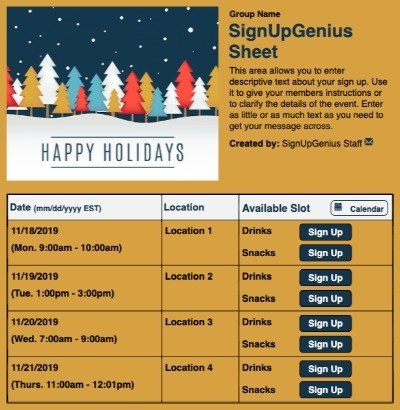 Group Name
SignUpGenius
Sheet
This area allows you to enter
descriptive text about your sign up. Use
it to give your members instructions or
to clarify the details of the event. Enter
as little or as much text as you need to
get your message across.
Created by: SignUpGenius Staff
HAPPY HOLIDAYS
Date (mm/dd/yyyy EST) Location Available Slot Calendar
11/18/2019 Location 1 Drinks Sign Up
(Mon. 9:00am - 10:00am) Snacks Sign Up
11/19/2019 Location 2 Drinks Sign Up
(Tue. 1:00pm - 3:00pm) Snacks Sign Up
11/20/2019 Location 3 Drinks Sign Up
(Wed. 7:00am - 9:00am) Snacks Sign Up
11/21/2019 Location 4 Drinks Sign Up
(Thurs. 11:00am - 12:01pm) Snacks Sign Up